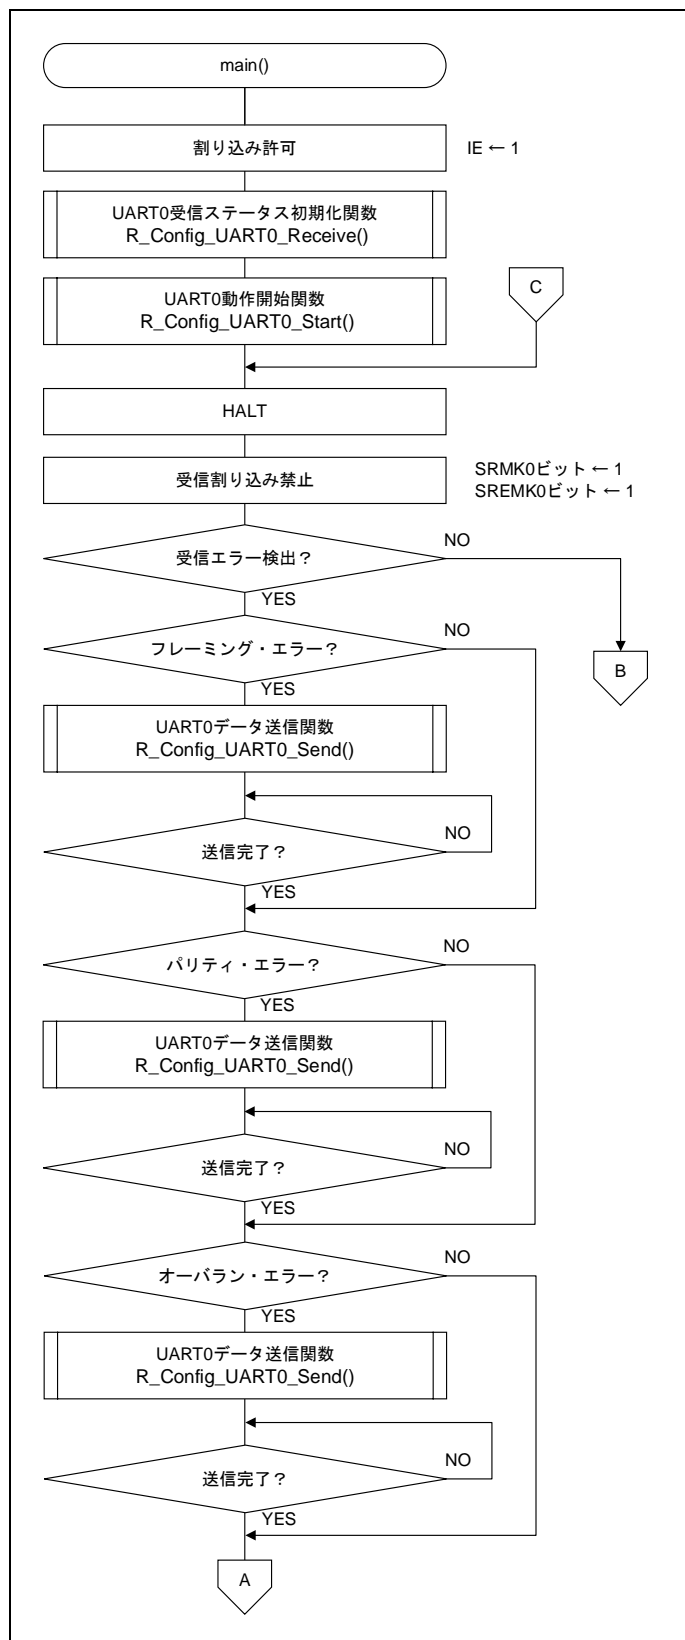 main()
割り込み許可
IE ← 1
UART0受信ステータス初期化関数
R_Config_UART0_Receive()
UART0動作開始関数
R_Config_UART0_Start()
C
HALT
受信割り込み禁止
SRMK0ビット ← 1
SREMK0ビット ← 1
受信エラー検出？
NO
YES
フレーミング・エラー？
NO
B
YES
UART0データ送信関数
R_Config_UART0_Send()
送信完了？
NO
YES
パリティ・エラー？
NO
YES
UART0データ送信関数
R_Config_UART0_Send()
送信完了？
NO
YES
オーバラン・エラー？
NO
YES
UART0データ送信関数
R_Config_UART0_Send()
送信完了？
NO
YES
A